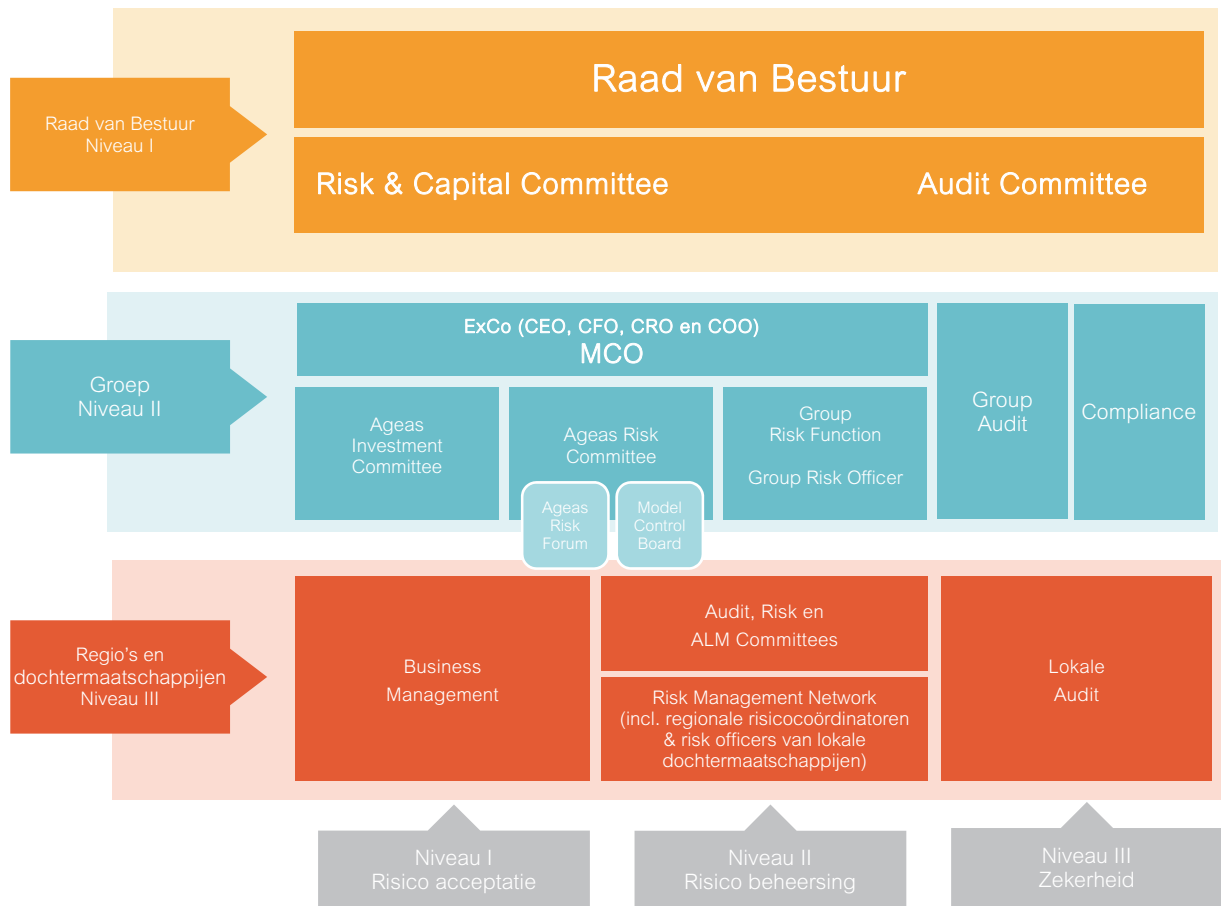 Raad van Bestuur
Niveau I
Raad van Bestuur
Risk & Capital Committee
Audit Committee
Groep
Niveau II
ExCo (CEO, CFO, CRO en COO)
MCO
Ageas
Investment
Committee
Ageas Risk
Committee
Group
Risk Function
Group Risk Officer
Group
Audit
Compliance
Ageas
Risk
Forum
Model
Control
Board
Regio's en
dochtermaatschappijen
Niveau III
Business
Management
Audit, Risk en
ALM Committees
Risk Management Network
(incl. regionale risicocoördinatoren
& risk officers van lokale
dochtermaatschappijen)
Lokale
Audit
Niveau I
Risico acceptatie
Niveau II
Risico beheersing
Niveau III
Zekerheid